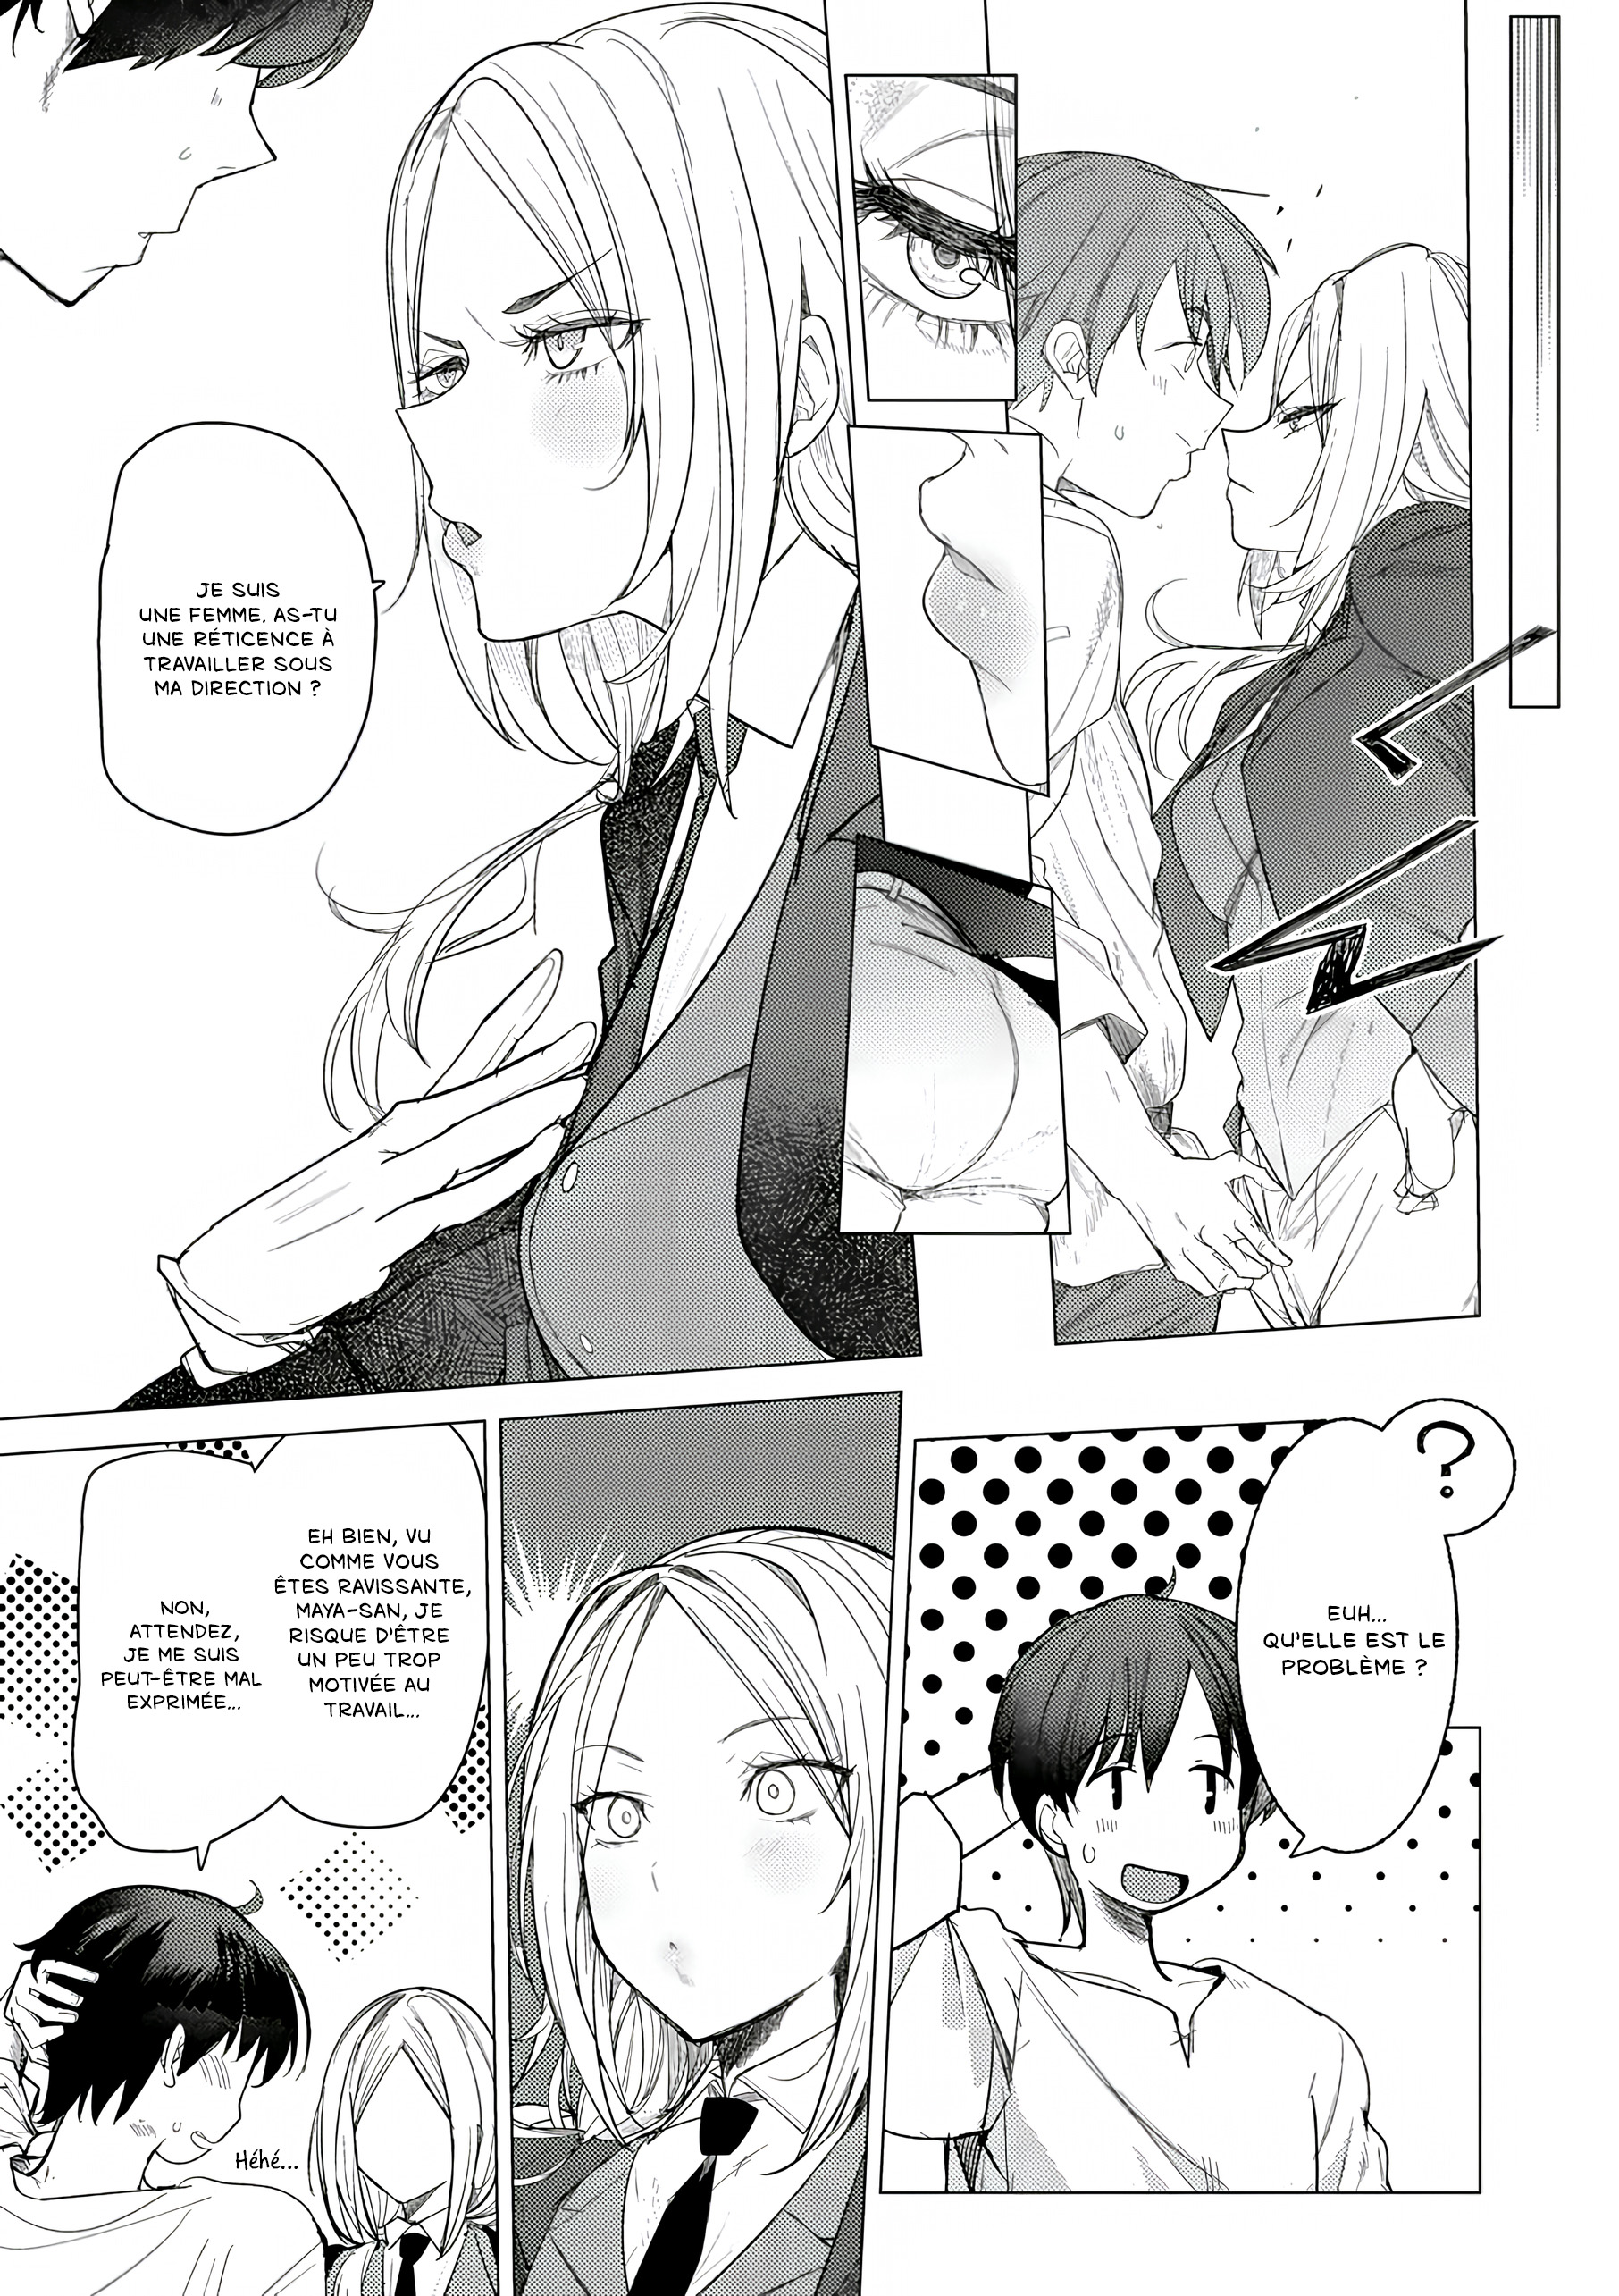 JE SUIS
UNE FEMME. AS-TU
UNE RÉTICENCE À
TRAVAILLER SOUS
MA DIRECTION ?
?
EUH...
QU'ELLE EST LE
PROBLÈME ?
EH BIEN, VU
COMME VOUS
ÊTES RAVISSANTE,
MAYA-SAN, JE
RISQUE D'ÊTRE
UN PEU TROP
MOTIVÉE AU
TRAVAIL...
NON,
ATTENDEZ,
JE ME SUIS
PEUT-ÊTRE MAL
EXPRIMÉE...
Héhé...